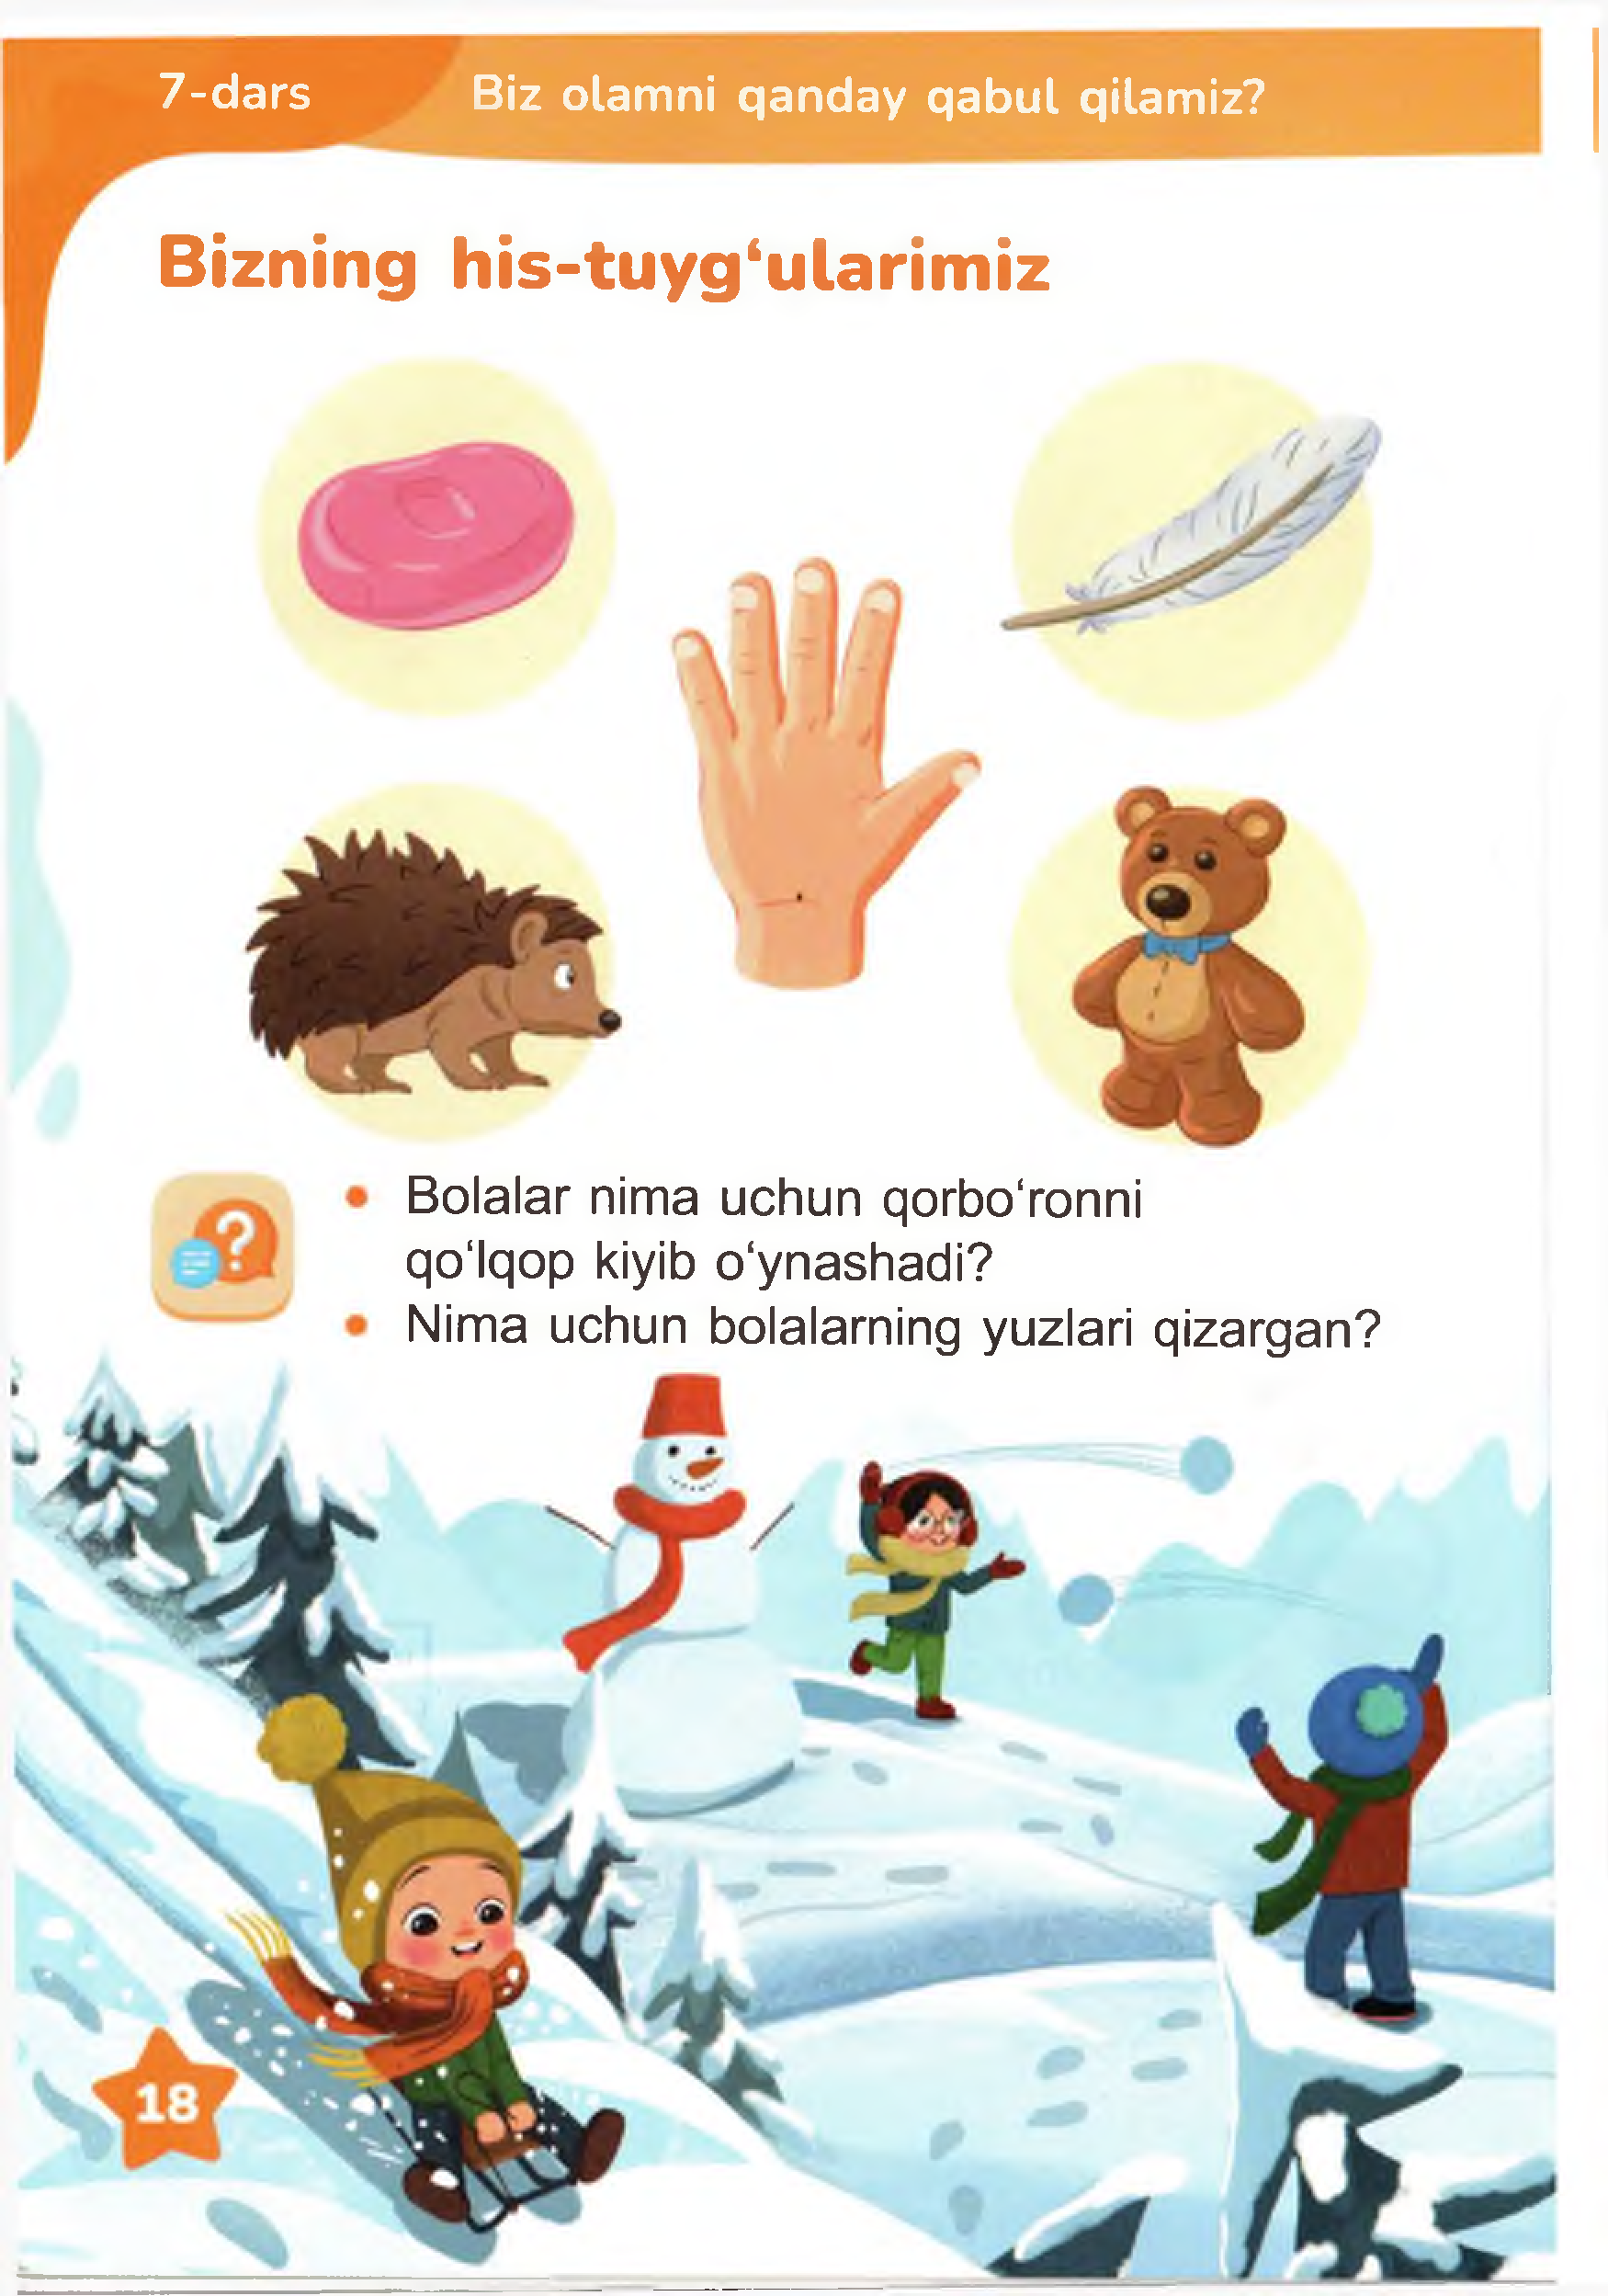 7-dars
Biz olamni qanday qabul qilamiz?
Bizning his-tuyg‘ularimiz
• Bolalar nima uchun qorbo‘ronni
qo‘lqop kiyib o‘ynashadi?
• Nima uchun bolalarning yuzlari qizargan?
18